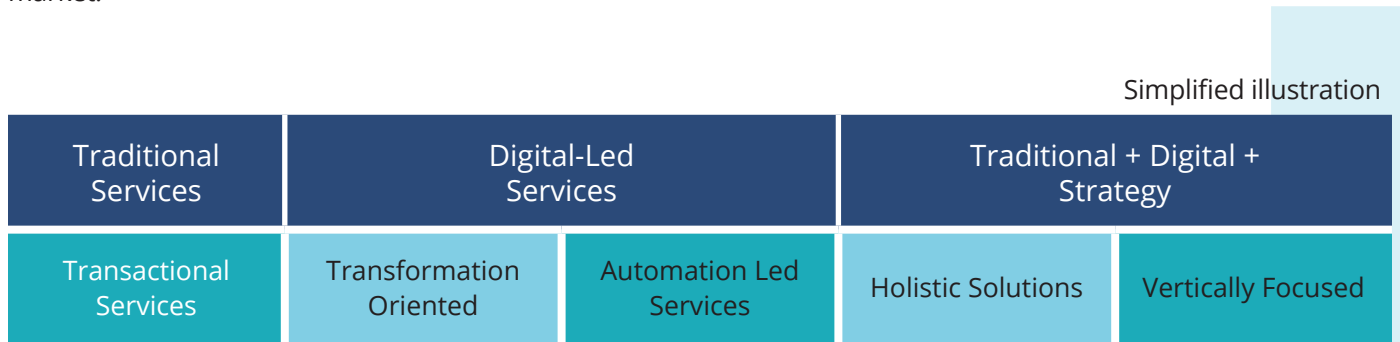 market.
Simplified illustration
Traditional
Services
Digital-Led
Services
Traditional + Digital +
Strategy
Transactional
Services
Transformation
Oriented
Automation Led
Services
Holistic Solutions
Vertically Focused